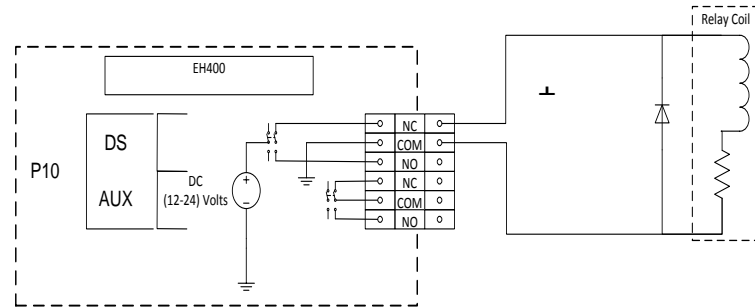 Relay Coil
EH400
P10
DS
AUX
DC
(12-24) Volts
+
−
NC
COM
NO
NC
COM
NO